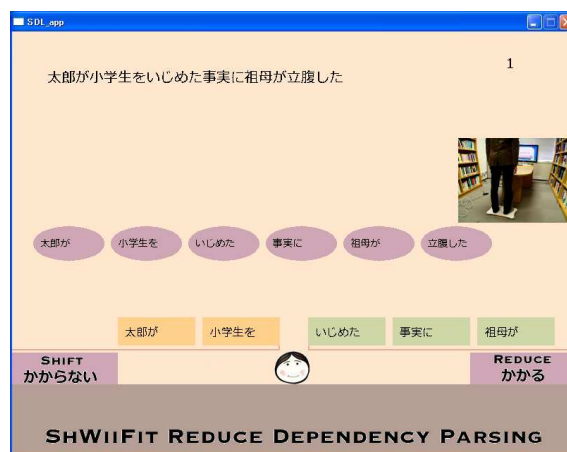 SDL_app
太郎が小学生をいじめた事実に祖母が立腹した
1
太郎が 小学生を いじめた 事実に 祖母が 立腹した
太郎が 小学生を いじめた 事実に 祖母が
SHIFT
かからない
REDUCE
かかる
SHWIIFIT REDUCE DEPENDENCY PARSING